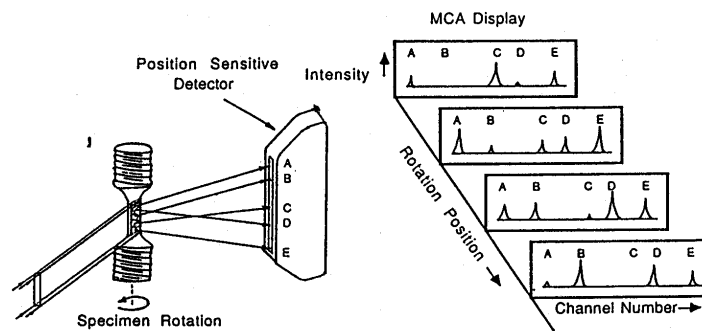 MCA Display
Position Sensitive
Detector
Intensity
A B C D E
A B C D E
A B C D E
A B C D E
A
B
C
D
E
Rotation Position
Channel Number
Specimen Rotation